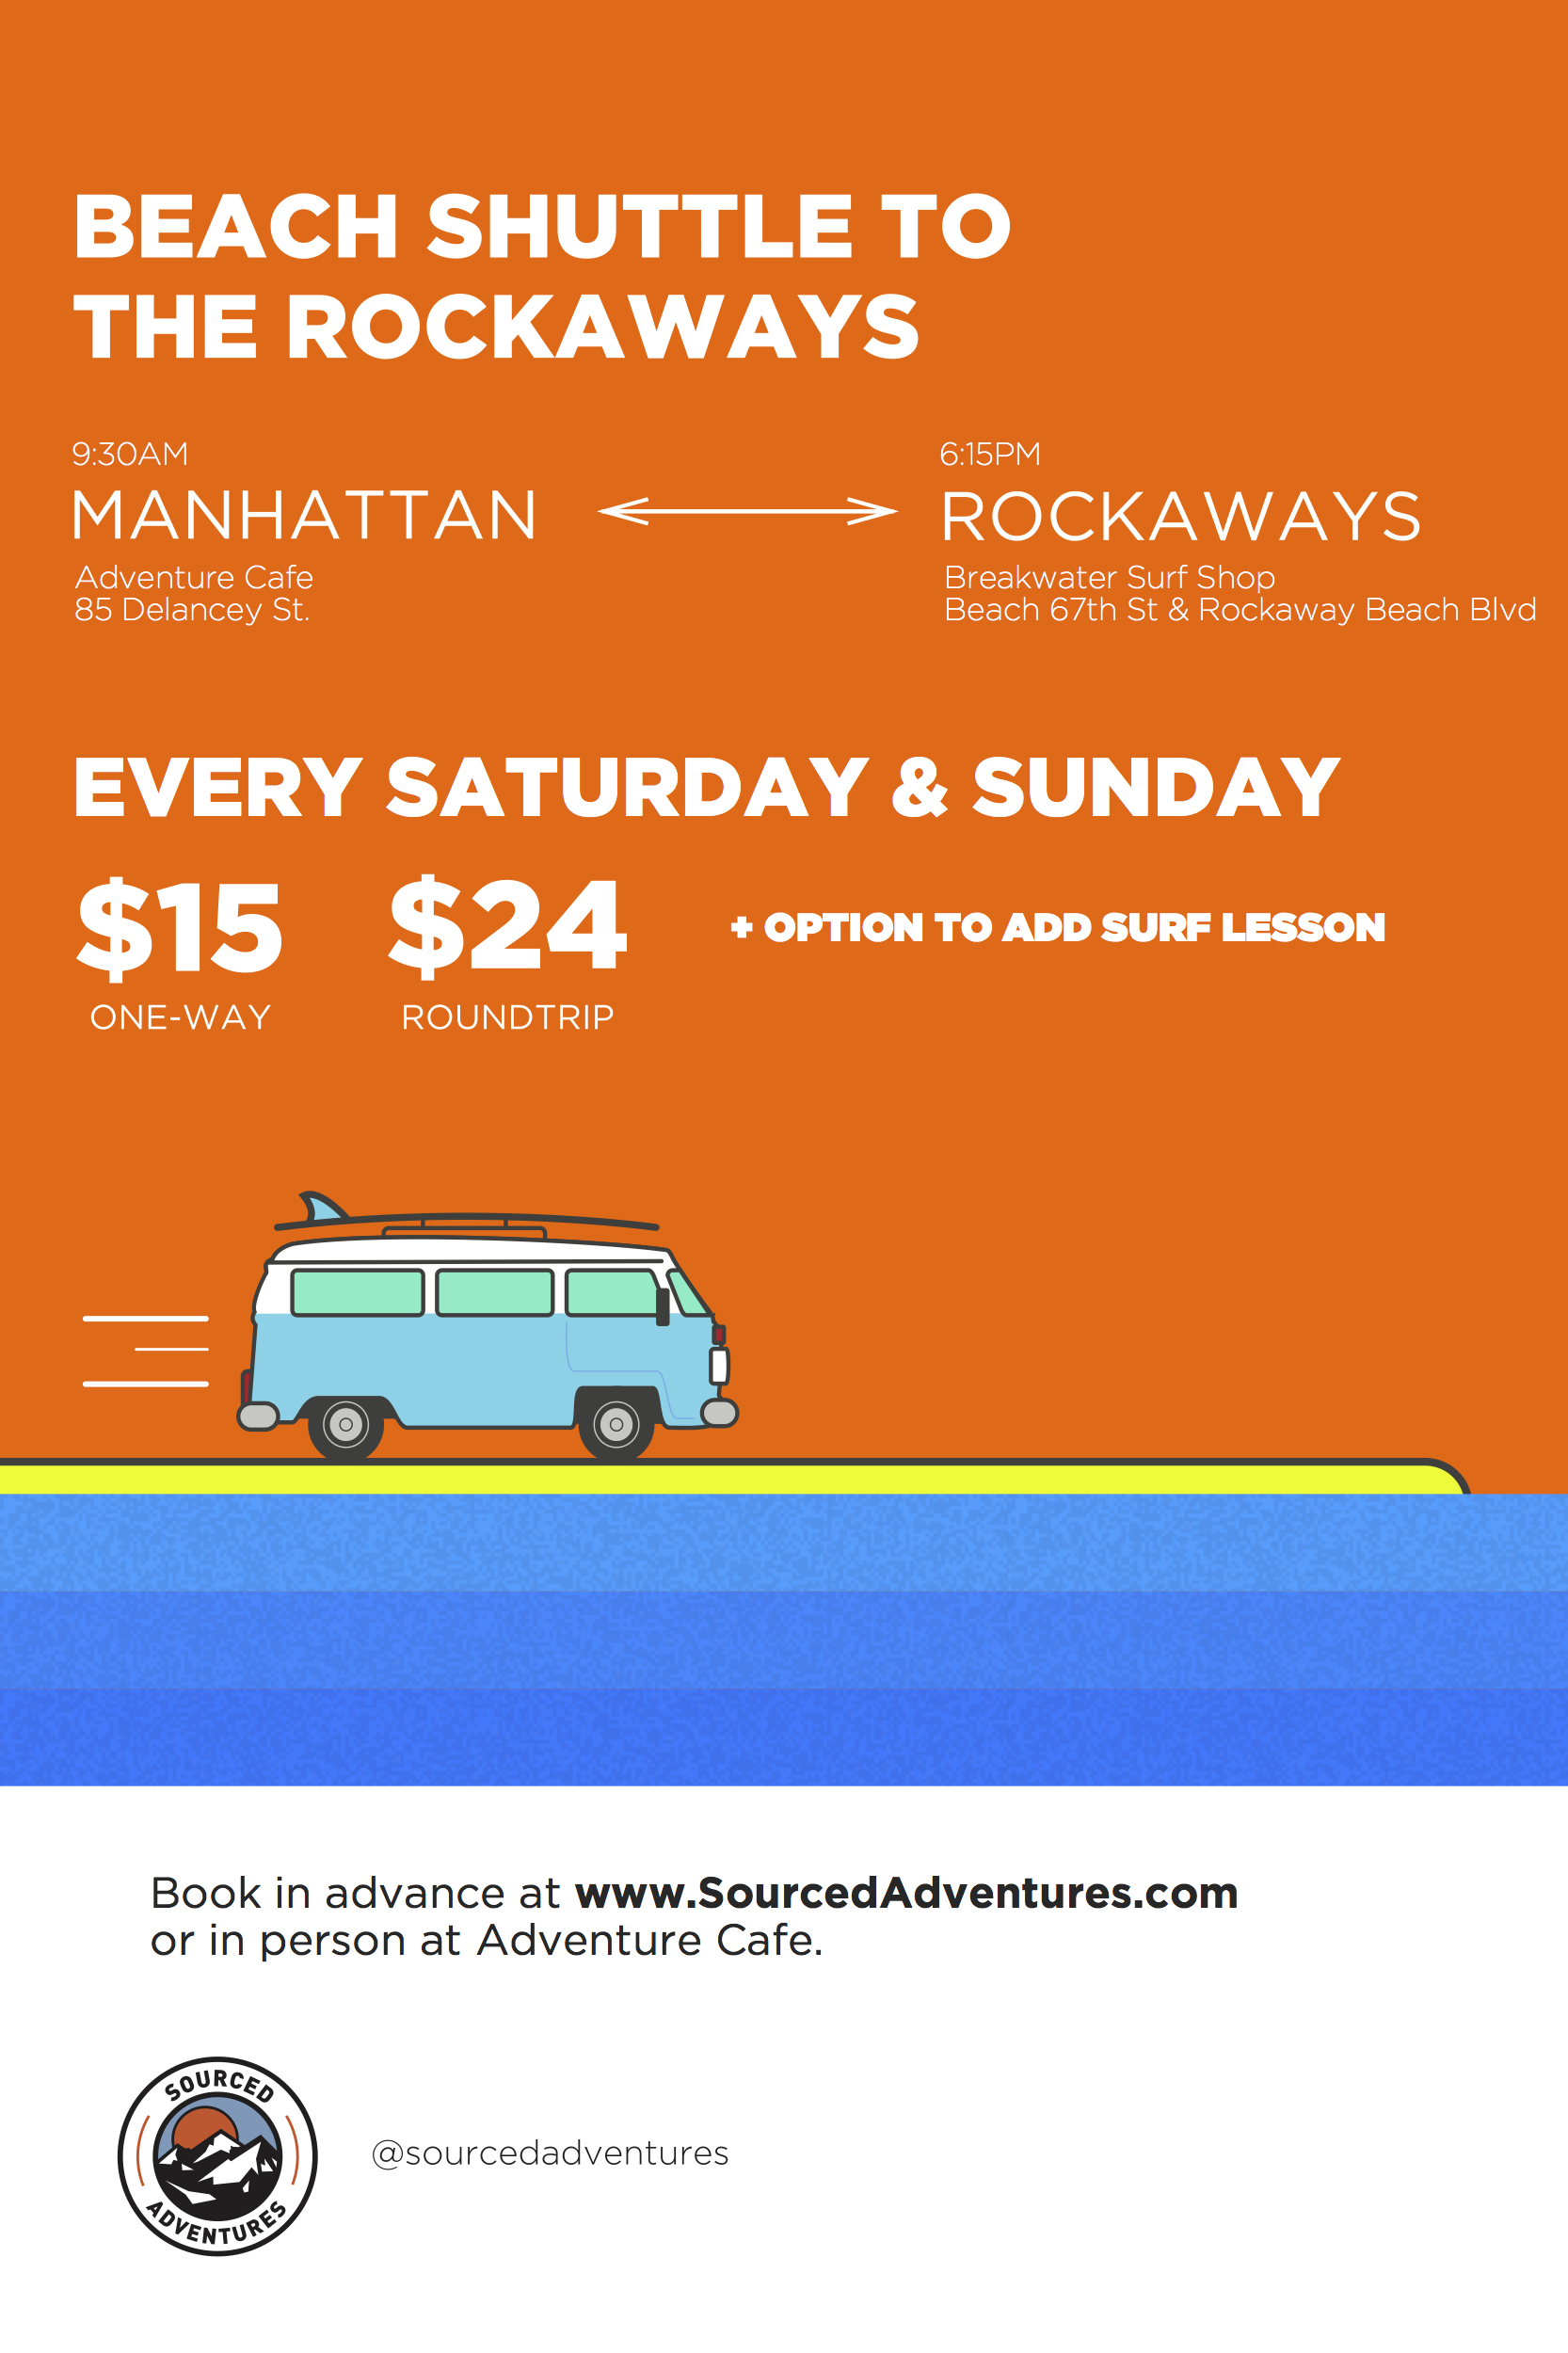 BEACH SHUTTLE TO
THE ROCKAWAYS
9:30AM
MANHATTAN
Adventure Cafe
85 Delancey St.
6:15PM
ROCKAWAYS
Breakwater Surf Shop
Beach 67th St & Rockaway Beach Blvd
EVERY SATURDAY & SUNDAY
$15
ONE-WAY
$24
ROUNDTRIP
+ OPTION TO ADD SURF LESSON
Book in advance at www.SourcedAdventures.com
or in person at Adventure Cafe.
SOURCED
ADVENTURES
@sourcedadventures